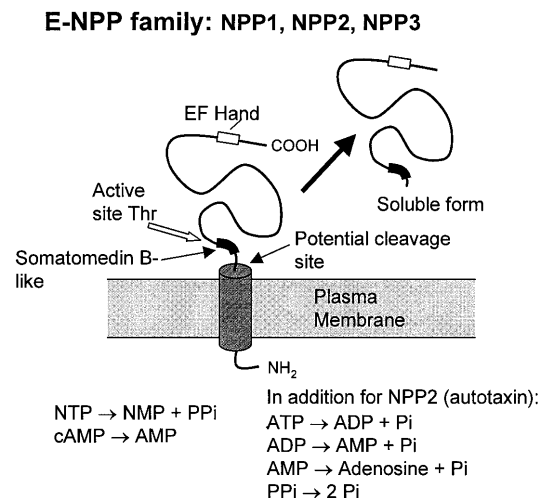 E-NPP family: NPP1, NPP2, NPP3
EF Hand
COOH
Soluble form
Active
site Thr
Somatomedin B-
like
Potential cleavage
site
Plasma
Membrane
NH₂
NTP → NMP + PPi
cAMP → AMP
In addition for NPP2 (autotaxin):
ATP → ADP + Pi
ADP → AMP + Pi
AMP → Adenosine + Pi
PPi → 2 Pi